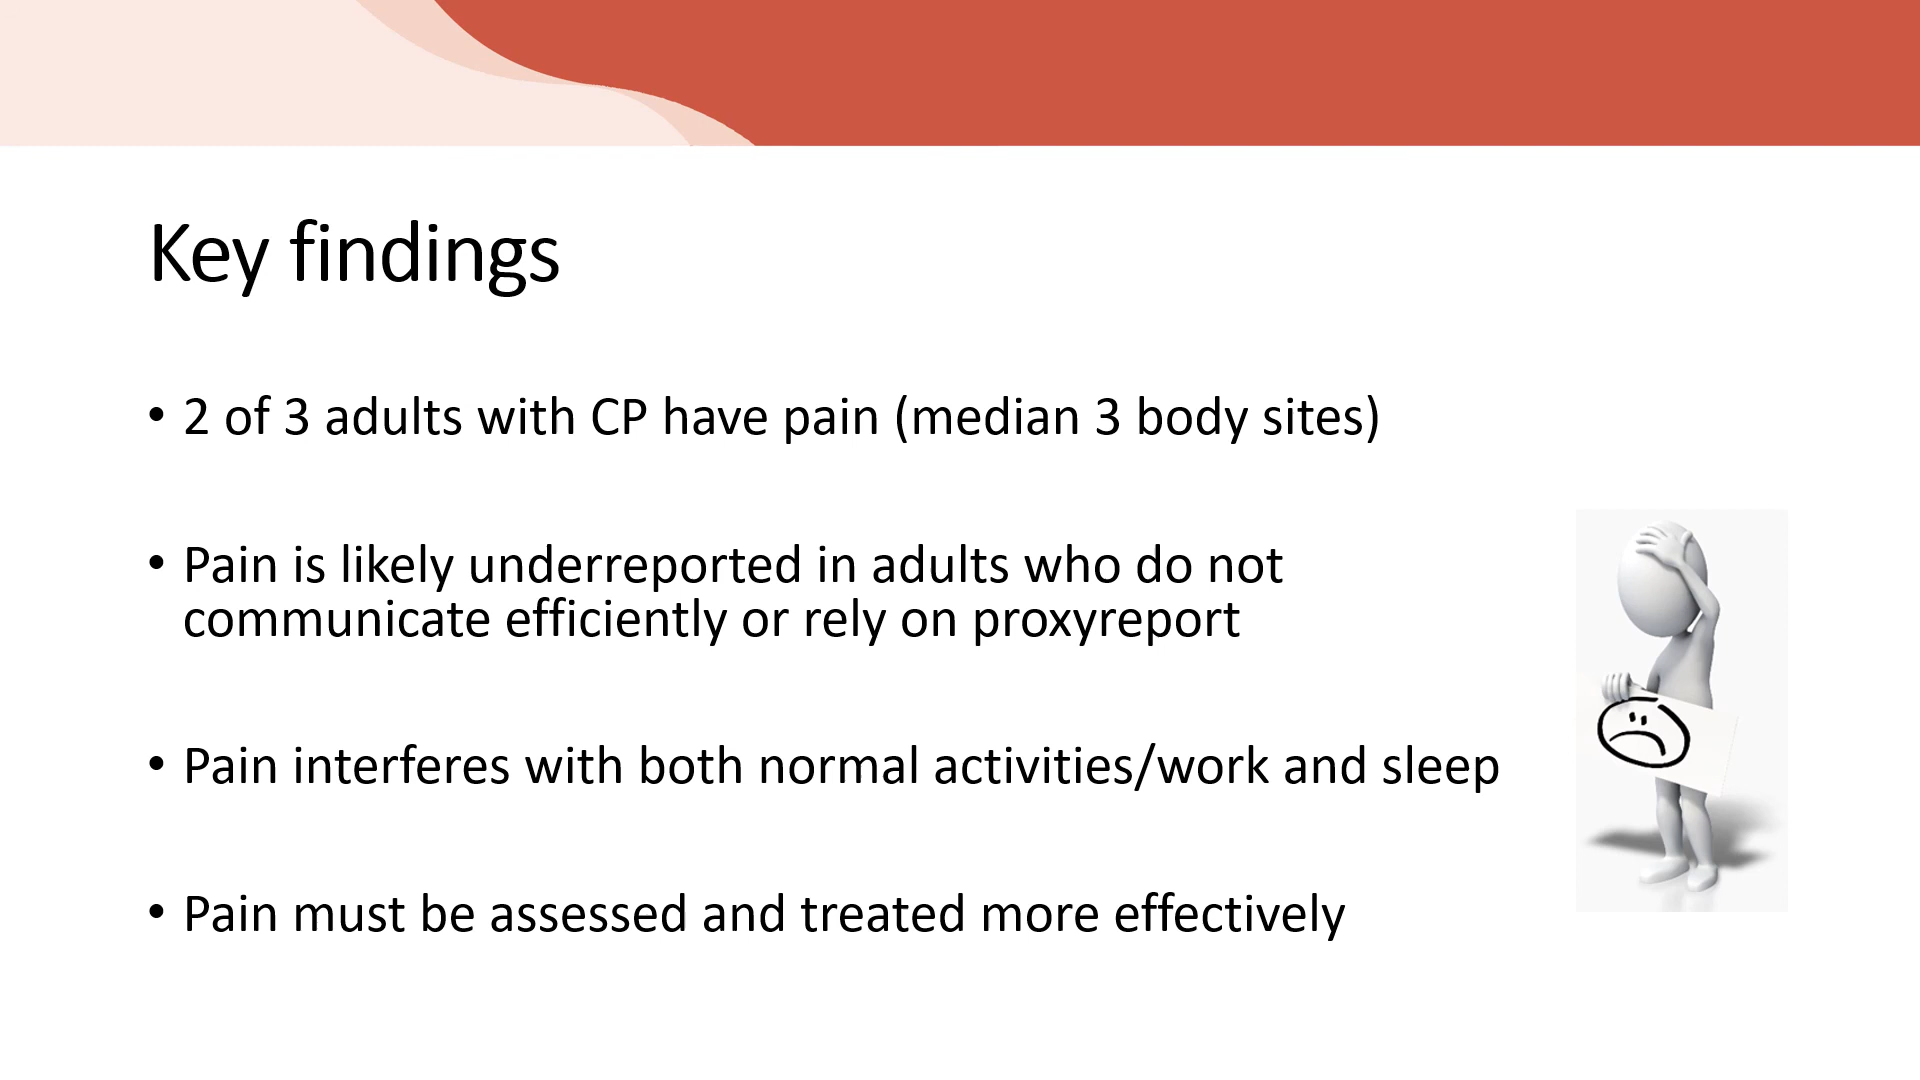 Key findings
• 2 of 3 adults with CP have pain (median 3 body sites)
• Pain is likely underreported in adults who do not
communicate efficiently or rely on proxyreport
• Pain interferes with both normal activities/work and sleep
• Pain must be assessed and treated more effectively